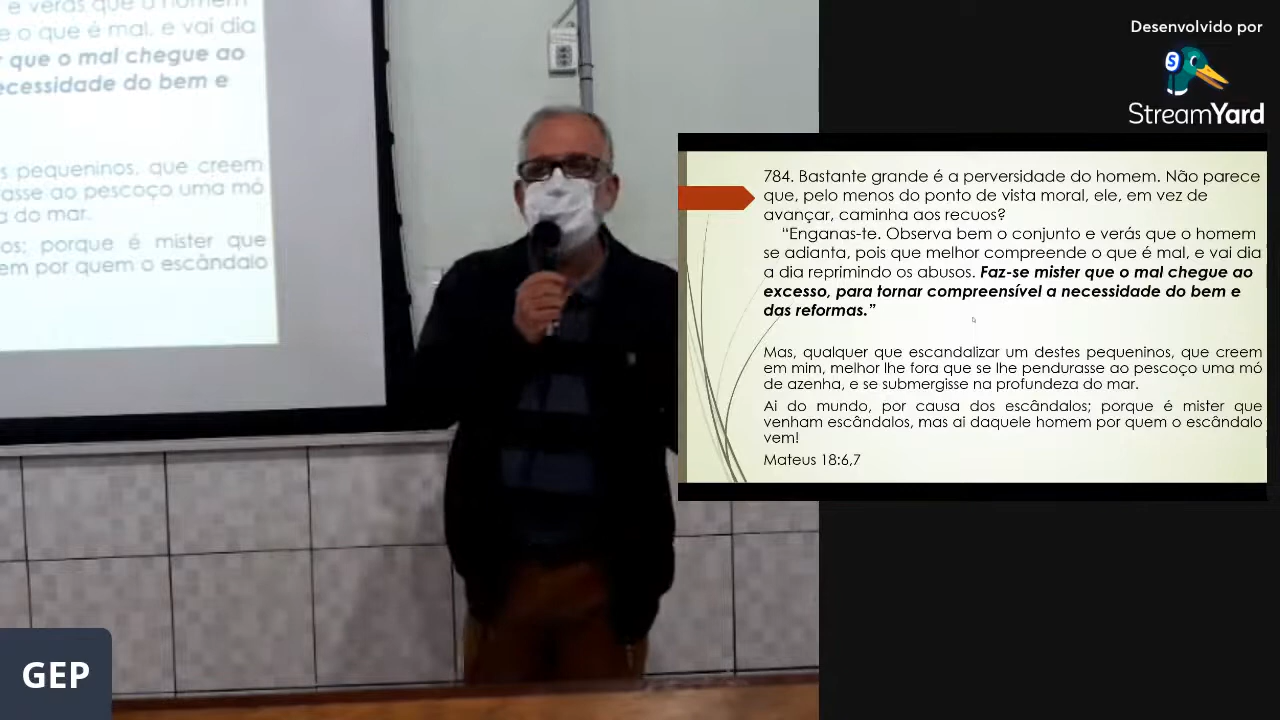 e verás que o homem
e o que é mal, e vai dia
que o mal chegue ao
ecessidade do bem e
s pequeninos, que creem
asse ao pescoço uma mó
a do mar.
os; porque é mister que
em por quem o escândalo
Desenvolvido por
StreamYard
784. Bastante grande é a perversidade do homem. Não parece
que, pelo menos do ponto de vista moral, ele, em vez de
avançar, caminha aos recuos?
“Enganas-te. Observa bem o conjunto e verás que o homem
se adianta, pois que melhor compreende o que é mal, e vai dia
a dia reprimindo os abusos. Faz-se mister que o mal chegue ao
excesso, para tornar compreensível a necessidade do bem e
das reformas.”
Mas, qualquer que escandalizar um destes pequeninos, que creem
em mim, melhor lhe fora que se lhe pendurasse ao pescoço uma mó
de azenha, e se submergisse na profundeza do mar.
Ai do mundo, por causa dos escândalos; porque é mister que
venham escândalos, mas ai daquele homem por quem o escândalo
vem!
Mateus 18:6,7
GEP